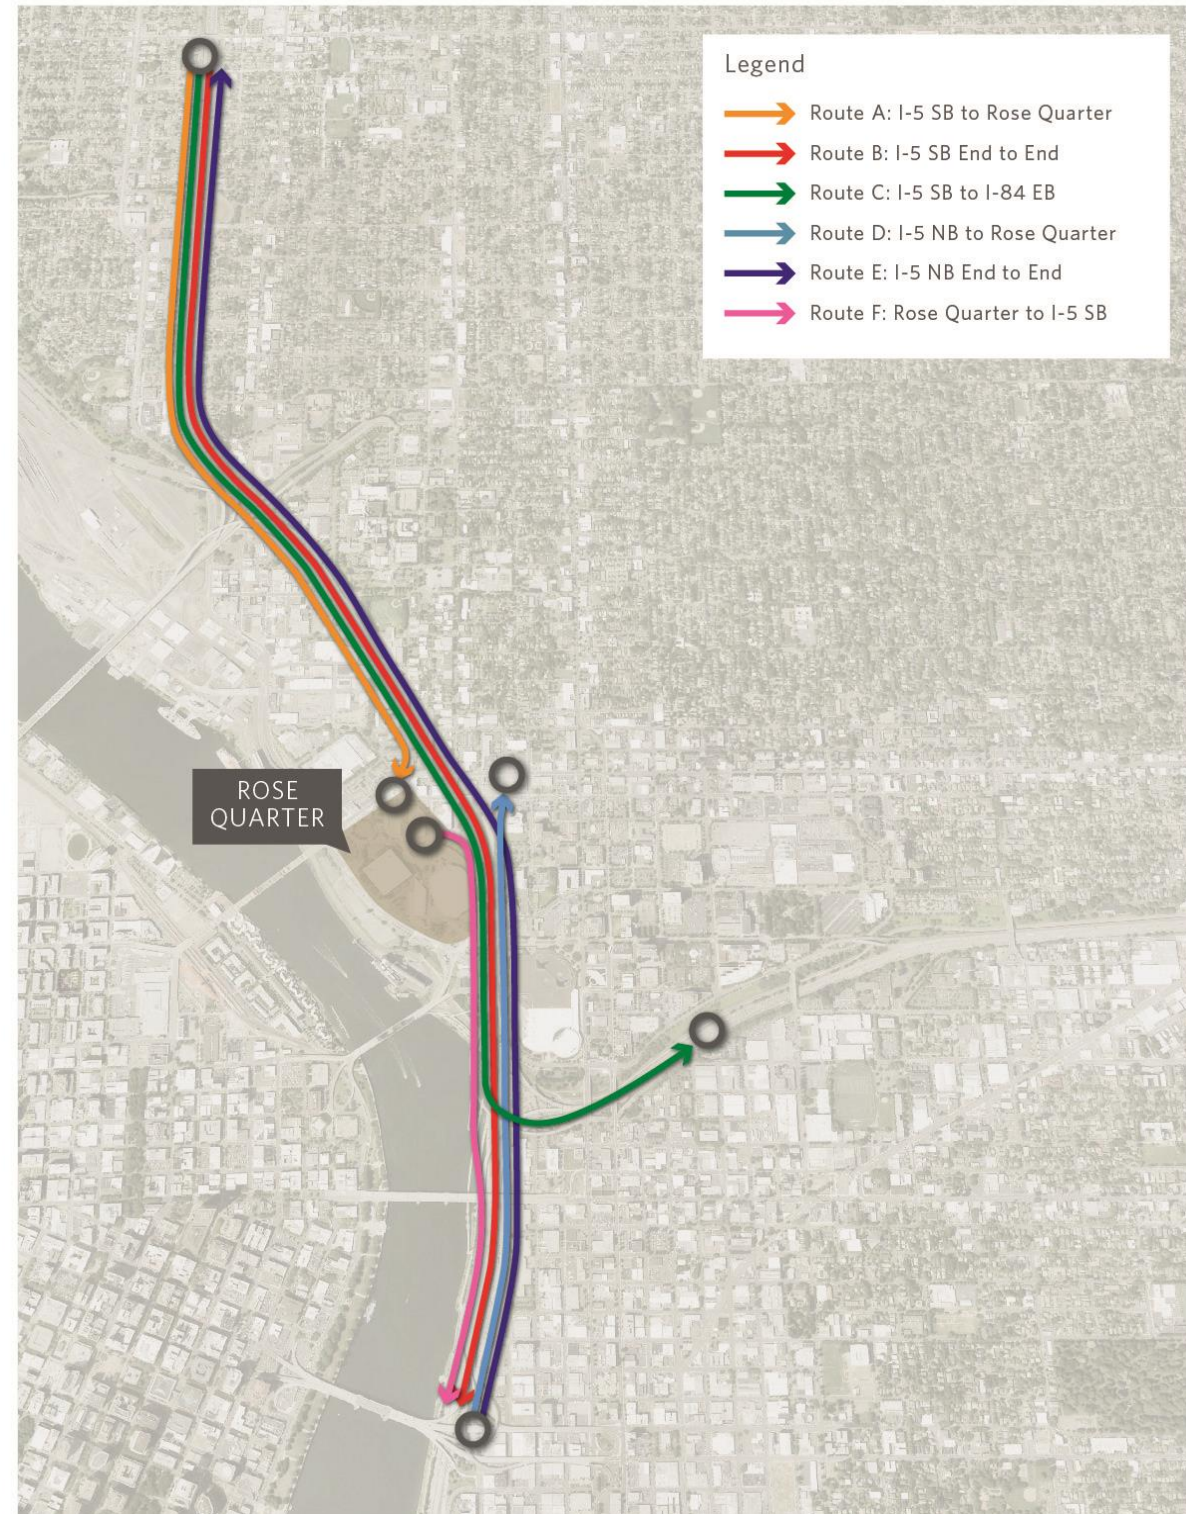 Legend
Route A: I-5 SB to Rose Quarter
Route B: I-5 SB End to End
Route C: I-5 SB to I-84 EB
Route D: I-5 NB to Rose Quarter
Route E: I-5 NB End to End
Route F: Rose Quarter to I-5 SB
ROSE
QUARTER